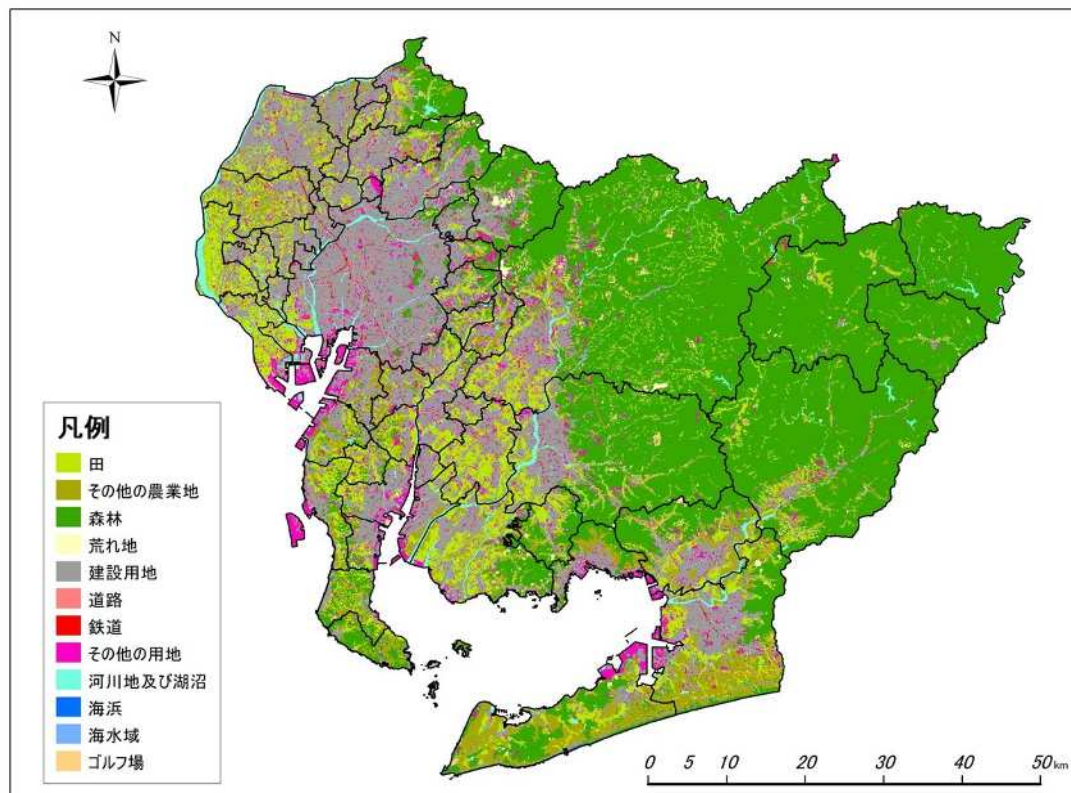 N
凡例
田
その他の農業地
森林
荒れ地
建設用地
道路
鉄道
その他の用地
河川地及び湖沼
海浜
海水域
ゴルフ場
0 5 10 20 30 40 50 km